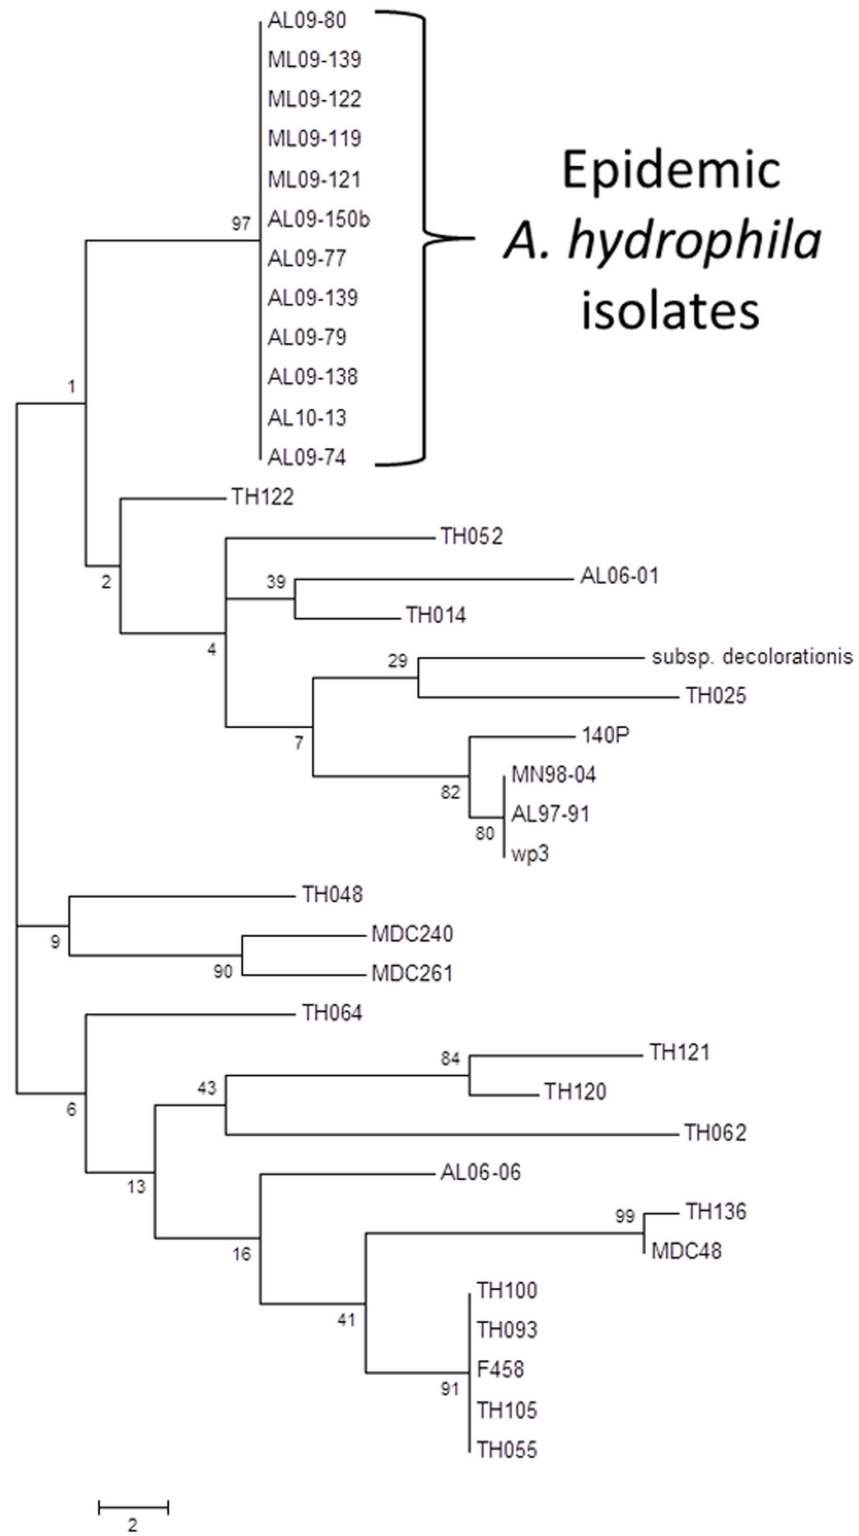 AL09-80
ML09-139
ML09-122
ML09-119
ML09-121
AL09-150b
AL09-77
AL09-139
AL09-79
AL09-138
AL10-13
AL09-74
Epidemic
A. hydrophila
isolates
97
1
TH122
2
TH052
39
AL06-01
TH014
4
29
subsp. decolorationis
TH025
7
140P
82
MN98-04
AL97-91
80
wp3
TH048
9
MDC240
90
MDC261
TH064
6
84
TH121
43
TH120
TH062
13
AL06-06
16
99
TH136
MDC48
41
TH100
TH093
F458
91
TH105
TH055
2